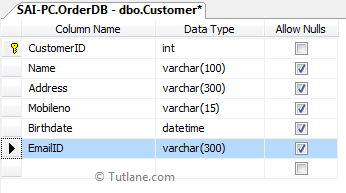 SAI-PC.OrderDB - dbo.Customer*
Column Name Data Type Allow Nulls
CustomerID int
Name varchar(100)
Address varchar(300)
Mobileno varchar(15)
Birthdate datetime
EmailID varchar(300)
© Tutlane.com